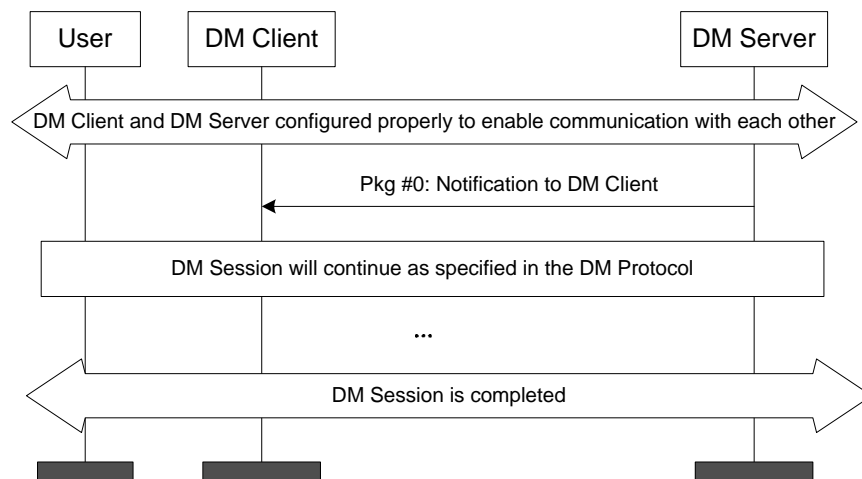 User
DM Client
DM Server
DM Client and DM Server configured properly to enable communication with each other
Pkg #0: Notification to DM Client
DM Session will continue as specified in the DM Protocol
...
DM Session is completed